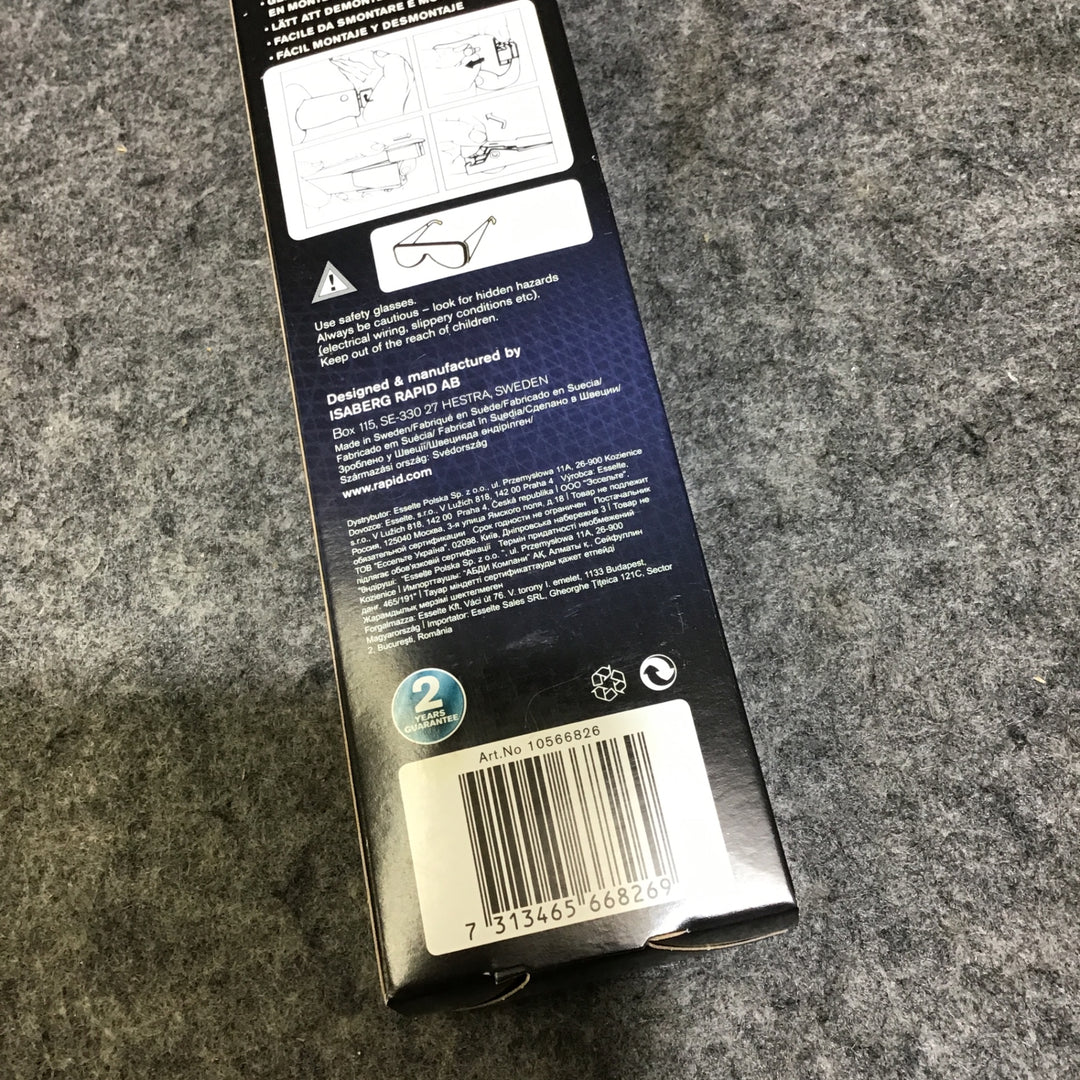 EN MONTE
• LÄTT ATT DEMONT
• FACILE DA SMONTARE E MO
• FÁCIL MONTAJE Y DESMONTAJE
Use safety glasses.
Always be cautious – look for hidden hazards
(electrical wiring, slippery conditions etc).
Keep out of the reach of children.
Designed & manufactured by
ISABERG RAPID AB
Box 115, SE-330 27 HESTRA, SWEDEN
Made in Sweden/Fabriqué en Suède/Fabricado en Suecia/
Fabricado em Suécia/ Fabricat în Suedia/Сделано в Швеции/
Зроблено у Швеції/Швецияда өндірілген/
Származási ország: Svédország
www.rapid.com
Dystrybutor: Esselte Polska Sp. z o.o., ul. Przemysłowa 11A, 26-900 Kozienice
Dovozce: Esselte, s.r.o., V Lužích 818, 142 00 Praha 4 Výrobca: Esselte,
s.r.o., V Lužich 818, 142 00 Praha 4, Česká republika | ООО "Эссельте",
Россия, 125040 Москва, 3-я улица Ямского поля, д.18 | Товар не подлежит
обязательной сертификации Срок годности не ограничен Постачальник
ТОВ "Ессельте Україна", 02098, Київ, Дніпровська набережна 3 | Товар не
підлягає обов'язковій сертифікації Термін придатності необмежений
Өндіруші: "Esselte Polska Sp. z o.o.", ul. Przemysłowa 11A, 26-900
Kozienice | Импорттаушы: "АБДИ Компани" АҚ, Алматы қ. Сейфуллин
даңғ. 465/191" | Тауар міндетті сертификаттауды қажет етпейді
Жарамдылық мерзімі шектелмеген
Forgalmazza: Esselte Kft, Váci út 76. V. torony I. emelet, 1133 Budapest,
Magyarország | Importator: Esselte Sales SRL, Gheorghe Țițeica 121C, Sector
2, București, România
2
YEARS
GUARANTEE
Art.No 10566826
7 313465 668269